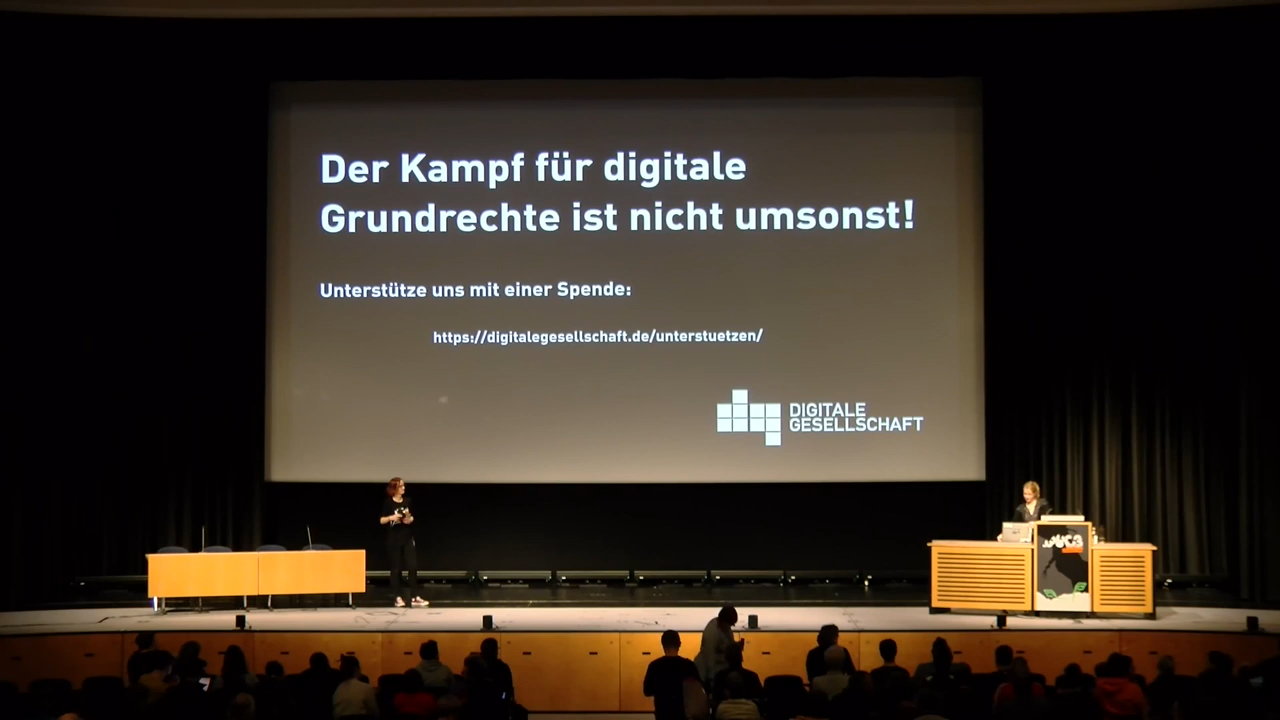 Der Kampf für digitale
Grundrechte ist nicht umsonst!
Unterstütze uns mit einer Spende:
https://digitalegesellschaft.de/unterstuetzen/
DIGITALE
GESELLSCHAFT